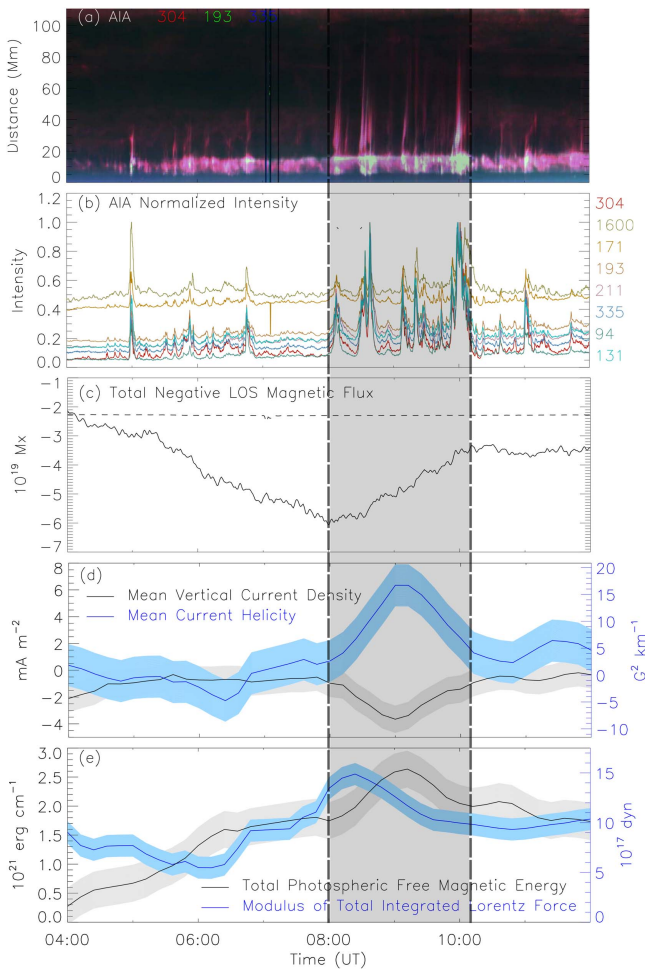 (a) AIA 304 193 335
100
80
60
40
20
0
Distance (Mm)
(b) AIA Normalized Intensity
1.2
1.0
0.8
0.6
0.4
0.2
0.0
Intensity
304
1600
171
193
211
335
94
131
(c) Total Negative LOS Magnetic Flux
-1
-2
-3
-4
-5
-6
-7
10^19 Mx
(d)
Mean Vertical Current Density
Mean Current Helicity
8
6
4
2
0
-2
-4
mA m^-2
20
15
10
5
0
-5
-10
G^2 km^-1
(e)
2.5
2.0
1.5
1.0
0.5
0.0
10^21 erg cm^-1
15
10
5
0
10^17 dyn
Total Photospheric Free Magnetic Energy
Modulus of Total Integrated Lorentz Force
04:00 06:00 08:00 10:00
Time (UT)